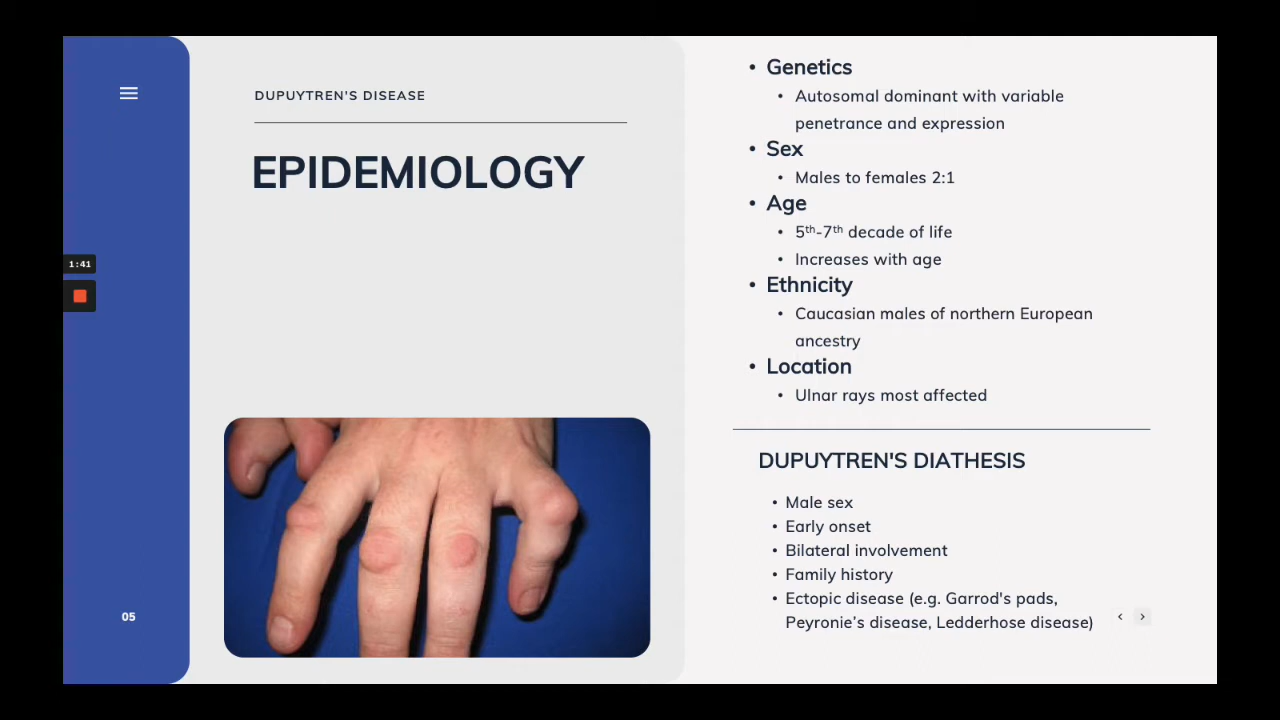 DUPUYTREN'S DISEASE
EPIDEMIOLOGY
1:41
05
• Genetics
• Autosomal dominant with variable
penetrance and expression
• Sex
• Males to females 2:1
• Age
• 5th-7th decade of life
• Increases with age
• Ethnicity
• Caucasian males of northern European
ancestry
• Location
• Ulnar rays most affected
DUPUYTREN'S DIATHESIS
• Male sex
• Early onset
• Bilateral involvement
• Family history
• Ectopic disease (e.g. Garrod's pads,
Peyronie’s disease, Ledderhose disease)